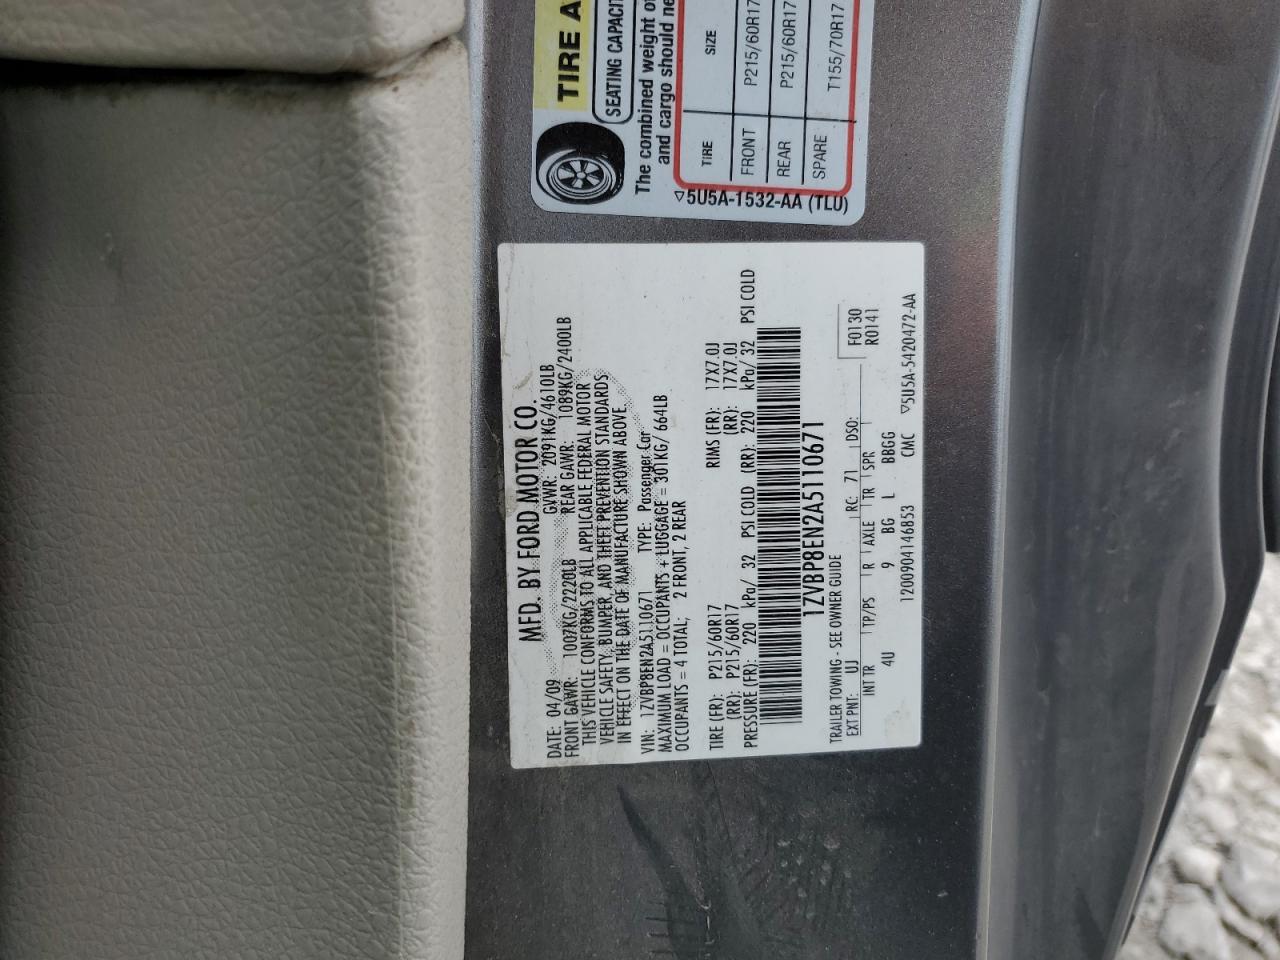 TIRE A
SEATING CAPACIT
The combined weight o
and cargo should ne
TIRE SIZE
FRONT P215/60R17
REAR P215/60R17
SPARE T155/70R17
▽5U5A-1532-AA (TLU)
MFD. BY FORD MOTOR CO.
DATE: 04/09 GVWR: 2091KG/4610LB
FRONT GAWR: 1007KG/2220LB REAR GAWR: 1089KG/2400LB
THIS VEHICLE CONFORMS TO ALL APPLICABLE FEDERAL MOTOR
VEHICLE SAFETY, BUMPER, AND THEFT PREVENTION STANDARDS
IN EFFECT ON THE DATE OF MANUFACTURE SHOWN ABOVE.
VIN: 1ZVBP8EN2A5110671 TYPE: Passenger Car
MAXIMUM LOAD = OCCUPANTS + LUGGAGE = 301KG/ 664LB
OCCUPANTS = 4 TOTAL; 2 FRONT, 2 REAR
TIRE (FR): P215/60R17 RIMS (FR): 17X7.0J
(RR): P215/60R17 (RR): 17X7.0J
PRESSURE (FR): 220 kPa/ 32 PSI COLD (RR): 220 kPa/ 32 PSI COLD
1ZVBP8EN2A5110671
TRAILER TOWING - SEE OWNER GUIDE F0130
EXT PNT: UJ RC: 71 DSO: R0141
INT TR TP/PS R AXLE TR SPR
4U 9 BG L BBGG
1200904146853 CMC ▽5U5A-5420472-AA